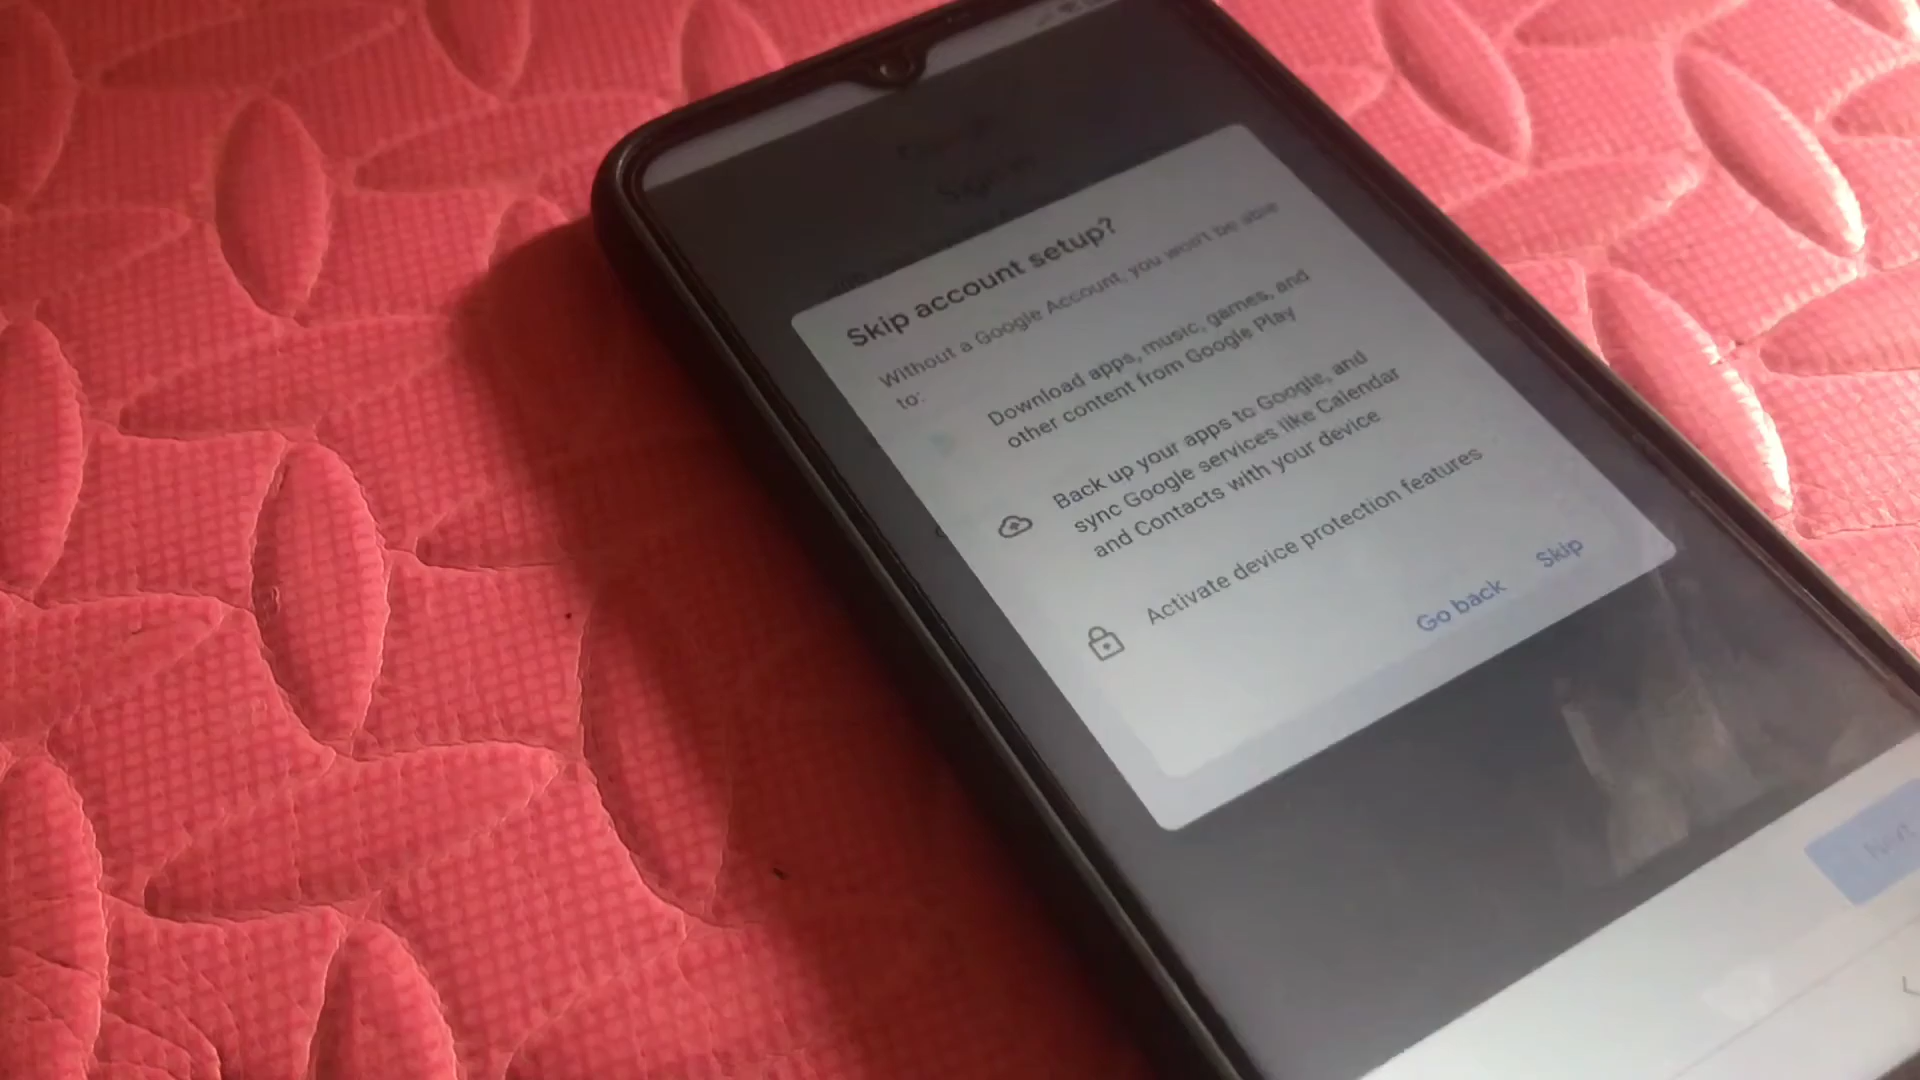 Skip account setup?
Without a Google Account, you won't be able
to:
Download apps, music, games, and
other content from Google Play
Back up your apps to Google, and
sync Google services like Calendar
and Contacts with your device
Activate device protection features
Go back
Skip
Next